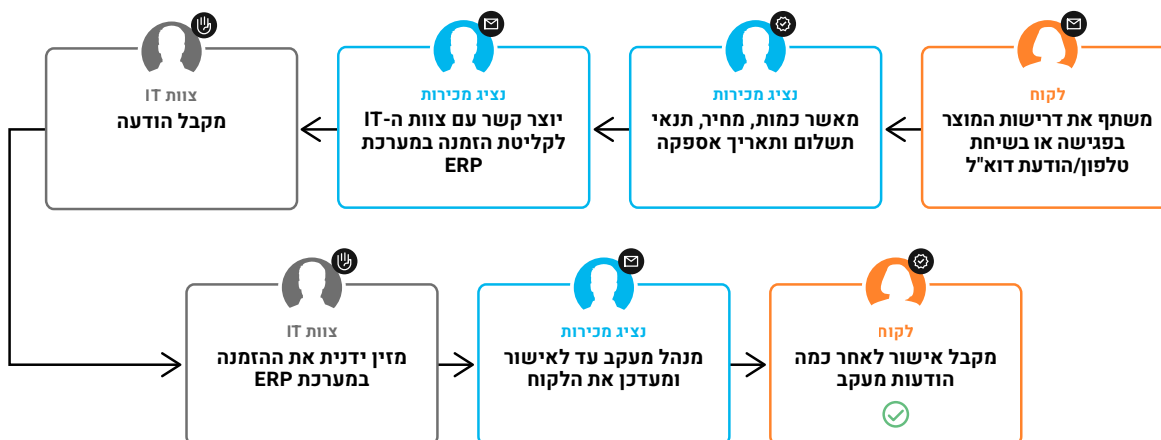 לקוח
משתף את דרישות המוצר
בפגישה או בשיחת
טלפון/הודעת דוא"ל
נציג מכירות
מאשר כמות, מחיר, תנאי
תשלום ותאריך אספקה
נציג מכירות
יוצר קשר עם צוות ה-IT
לקליטת הזמנה במערכת
ERP
צוות IT
מקבל הודעה
צוות IT
מזין ידנית את ההזמנה
במערכת ERP
נציג מכירות
מנהל מעקב עד לאישור
ומעדכן את הלקוח
לקוח
מקבל אישור לאחר כמה
הודעות מעקב